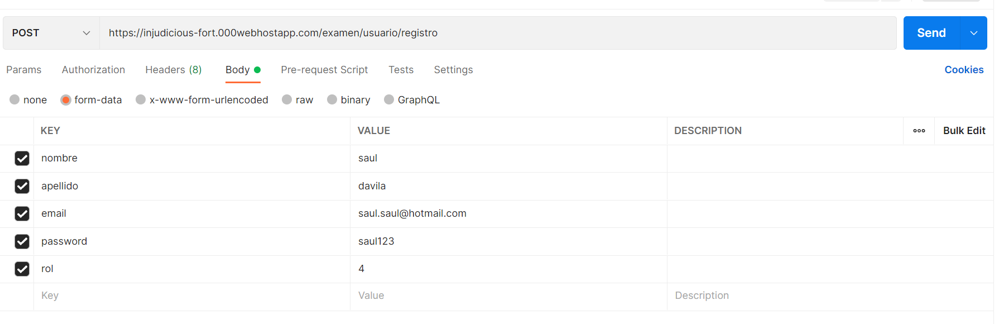 POST https://injudicious-fort.000webhostapp.com/examen/usuario/registro Send
Params Authorization Headers (8) Body Pre-request Script Tests Settings Cookies
none form-data x-www-form-urlencoded raw binary GraphQL
KEY VALUE DESCRIPTION ooo Bulk Edit
nombre saul
apellido davila
email saul.saul@hotmail.com
password saul123
rol 4
Key Value Description